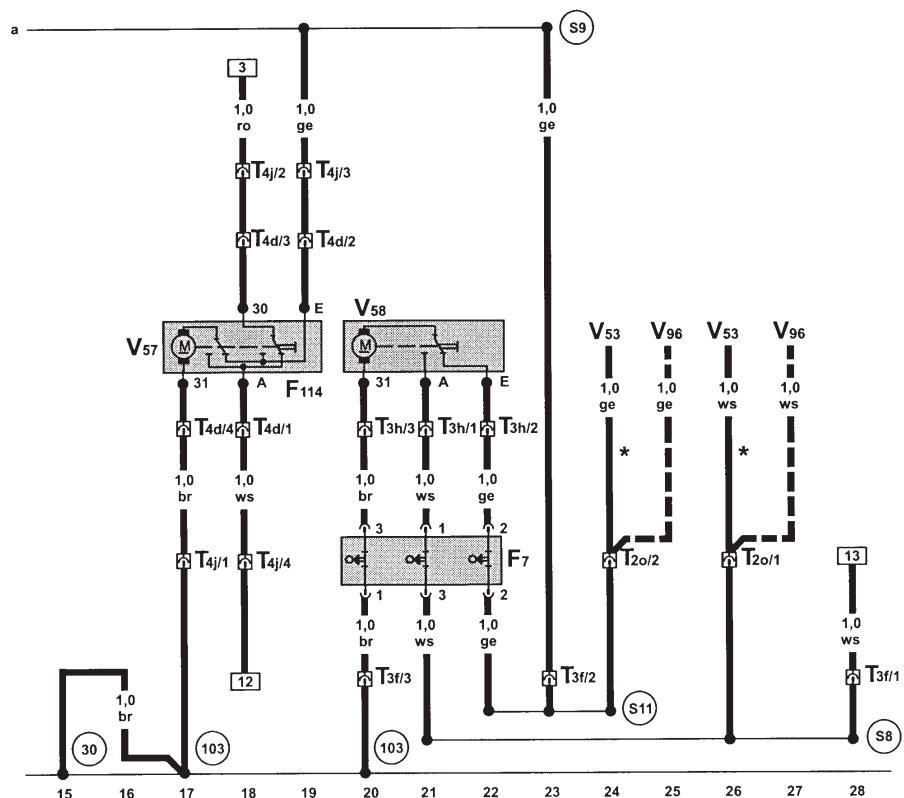 a
S9
3
1,0 1,0 1,0
ro ge ge
T4j/2 T4j/3
T4d/3 T4d/2
30 E V58
V53 V96 V53 V96
V57 M M
31 A F114 31 A E
1,0 1,0 1,0 1,0
ge ge ws ws
T4d/4 T4d/1 T3h/3 T3h/1 T3h/2
* *
1,0 1,0 1,0 1,0 1,0
br ws br ws ge
3 1 2
F7
T4j/1 T4j/4 T2o/2 T2o/1 13
1 3 2
1,0 1,0 1,0 1,0
br ws ge ws
12 T3f/3 T3f/2 T3f/1
1,0
br
S11
30 103 103 S8
15 16 17 18 19 20 21 22 23 24 25 26 27 28